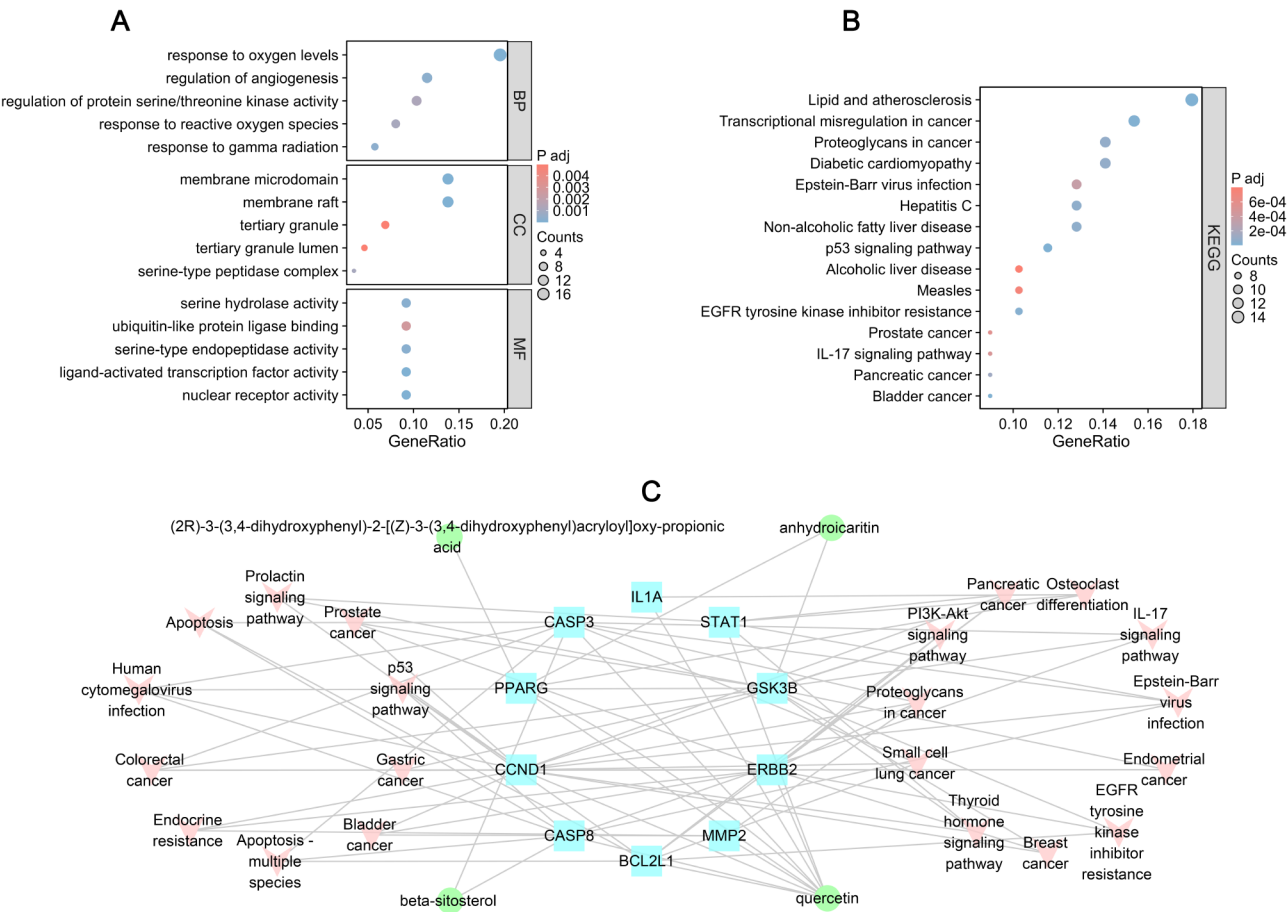 A
response to oxygen levels
regulation of angiogenesis
regulation of protein serine/threonine kinase activity
response to reactive oxygen species
response to gamma radiation
BP
membrane microdomain
membrane raft
tertiary granule
tertiary granule lumen
serine-type peptidase complex
CC
serine hydrolase activity
ubiquitin-like protein ligase binding
serine-type endopeptidase activity
ligand-activated transcription factor activity
nuclear receptor activity
MF
0.05 0.10 0.15 0.20
GeneRatio
P adj
0.004
0.003
0.002
0.001
Counts
4
8
12
16
B
Lipid and atherosclerosis
Transcriptional misregulation in cancer
Proteoglycans in cancer
Diabetic cardiomyopathy
Epstein-Barr virus infection
Hepatitis C
Non-alcoholic fatty liver disease
p53 signaling pathway
Alcoholic liver disease
Measles
EGFR tyrosine kinase inhibitor resistance
Prostate cancer
IL-17 signaling pathway
Pancreatic cancer
Bladder cancer
KEGG
0.10 0.12 0.14 0.16 0.18
GeneRatio
P adj
6e-04
4e-04
2e-04
Counts
8
10
12
14
C
(2R)-3-(3,4-dihydroxyphenyl)-2-[(Z)-3-(3,4-dihydroxyphenyl)acryloyl]oxy-propionic
acid
anhydroicaritin
Prolactin
signaling
pathway
Apoptosis
Prostate
cancer
Human
cytomegalovirus
infection
p53
signaling
pathway
Colorectal
cancer
Gastric
cancer
Endocrine
resistance
Bladder
cancer
Apoptosis -
multiple
species
beta-sitosterol
IL1A
CASP3
STAT1
PPARG
GSK3B
CCND1
ERBB2
CASP8
MMP2
BCL2L1
quercetin
Pancreatic
cancer
Osteoclast
differentiation
PI3K-Akt
signaling
pathway
IL-17
signaling
pathway
Proteoglycans
in cancer
Epstein-Barr
virus
infection
Small cell
lung cancer
Endometrial
cancer
Thyroid
hormone
signaling
pathway
Breast
cancer
EGFR
tyrosine
kinase
inhibitor
resistance